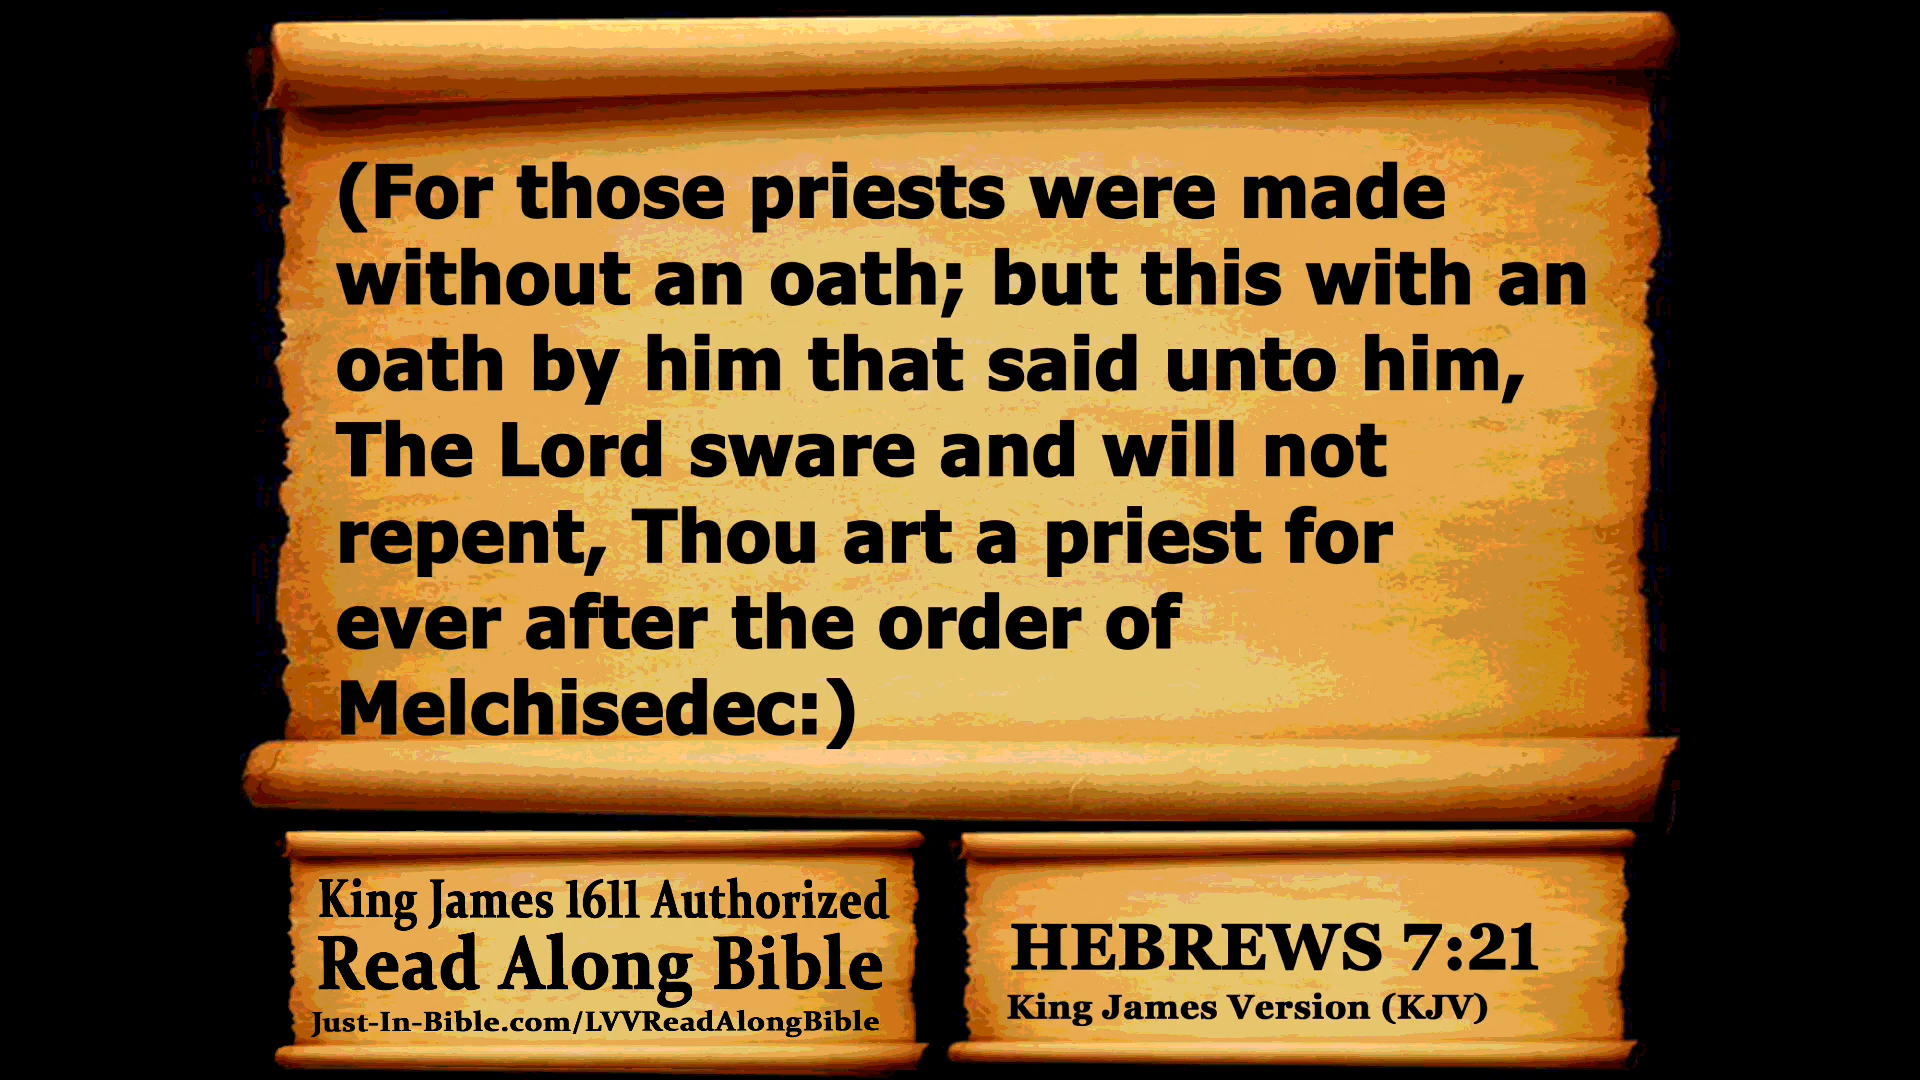 (For those priests were made
without an oath; but this with an
oath by him that said unto him,
The Lord sware and will not
repent, Thou art a priest for
ever after the order of
Melchisedec:)
King James 1611 Authorized
Read Along Bible
Just-In-Bible.com/LVVReadAlongBible
HEBREWS 7:21
King James Version (KJV)